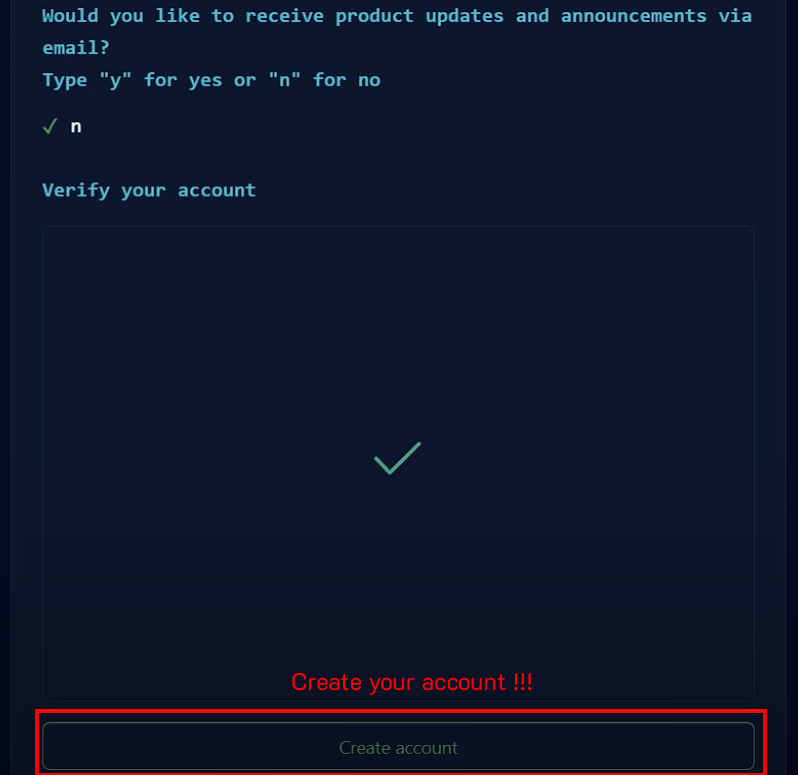 Would you like to receive product updates and announcements via
email?
Type "y" for yes or "n" for no
✓ n
Verify your account
Create your account !!!
Create account